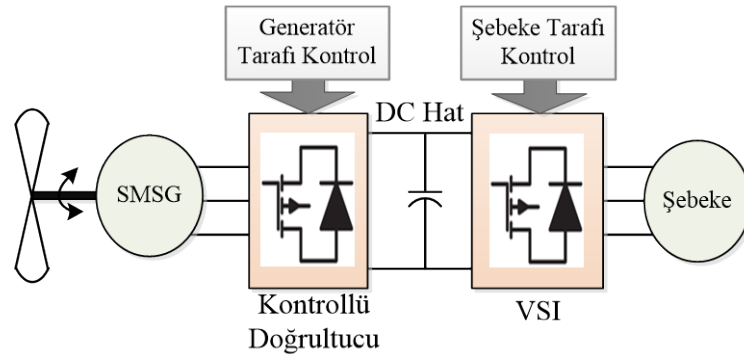 Generatör
Tarafı Kontrol
Şebeke Tarafı
Kontrol
DC Hat
SMSG
Şebeke
Kontrollü
Doğrultucu
VSI